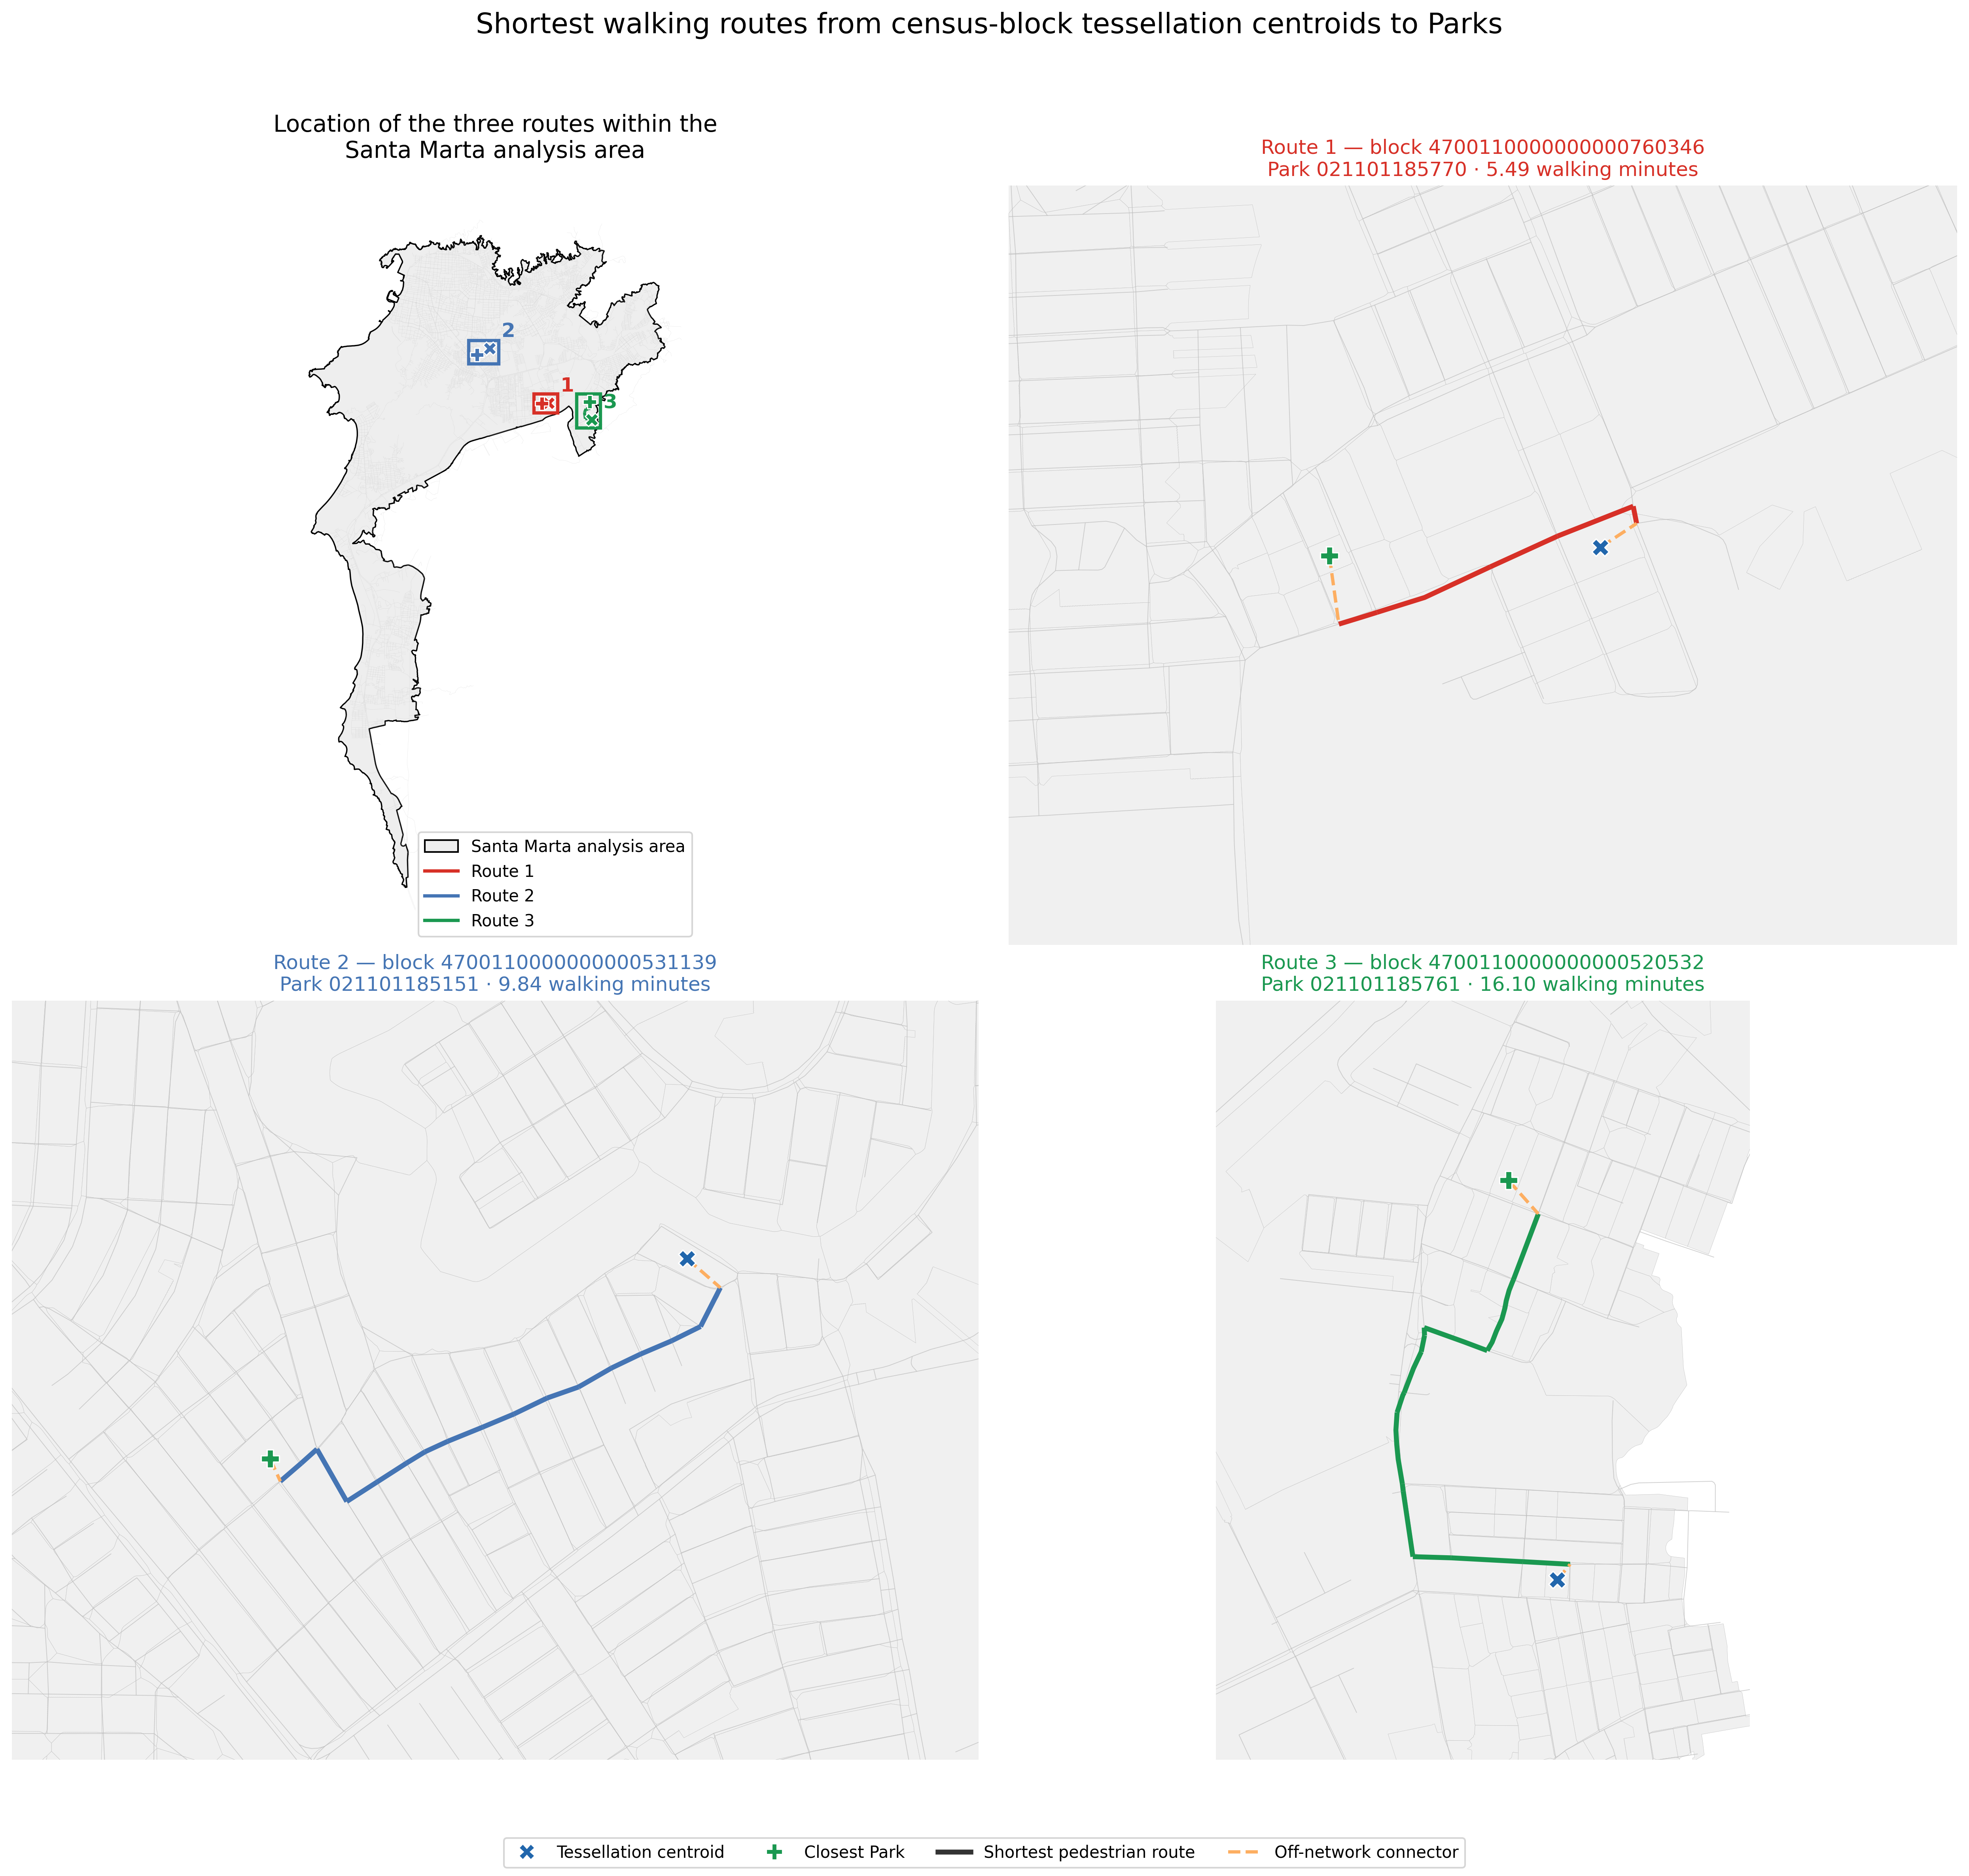 Shortest walking routes from census-block tessellation centroids to Parks
Location of the three routes within the
Santa Marta analysis area
2
1
3
Santa Marta analysis area
Route 1
Route 2
Route 3
Route 1 — block 4700110000000000760346
Park 021101185770 · 5.49 walking minutes
Route 2 — block 4700110000000000531139
Park 021101185151 · 9.84 walking minutes
Route 3 — block 4700110000000000520532
Park 021101185761 · 16.10 walking minutes
Tessellation centroid
Closest Park
Shortest pedestrian route
Off-network connector